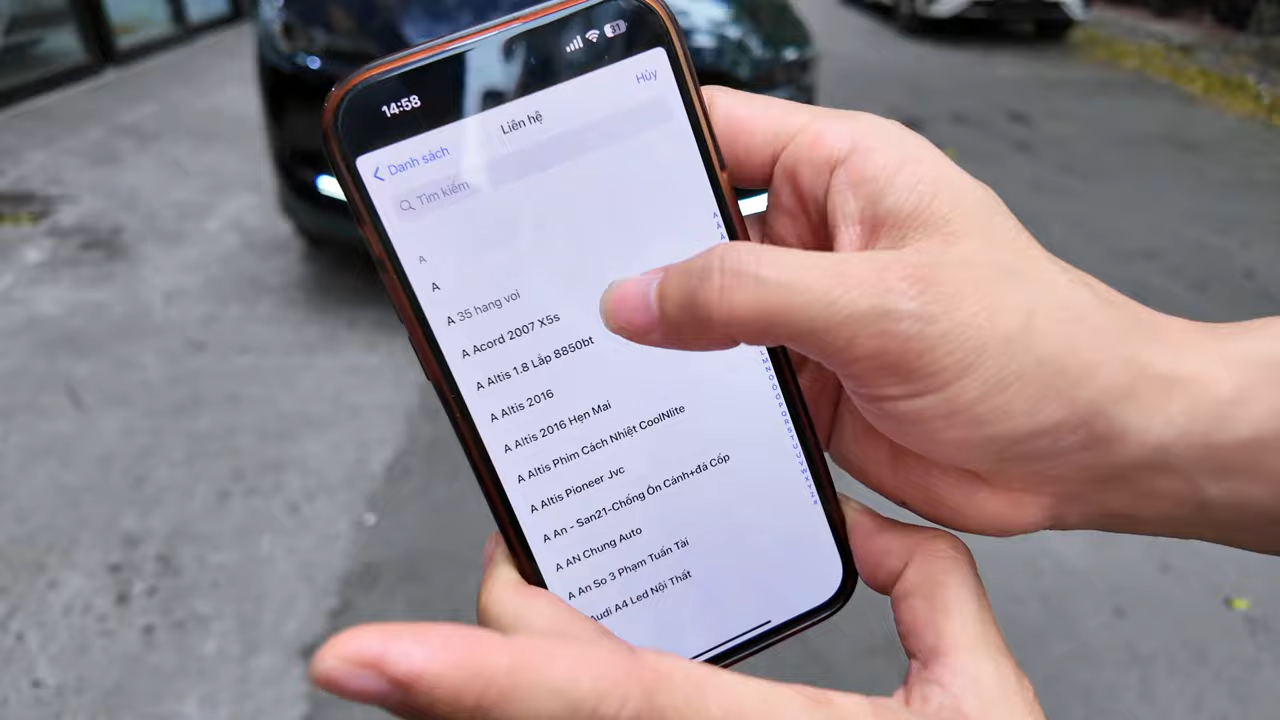 14:58
31
Hủy
Liên hệ
Danh sách
Tìm kiếm
A
A
A 35 hang voi
A Acord 2007 X5s
A Altis 1.8 Lắp 8850bt
A Altis 2016
A Altis 2016 Hẹn Mai
A Altis Phim Cách Nhiệt CoolNlite
A Altis Pioneer Jvc
A An - San21-Chống Ồn Cánh+đá Cốp
A AN Chung Auto
A An So 3 Phạm Tuấn Tài
Audi A4 Led Nội Thất